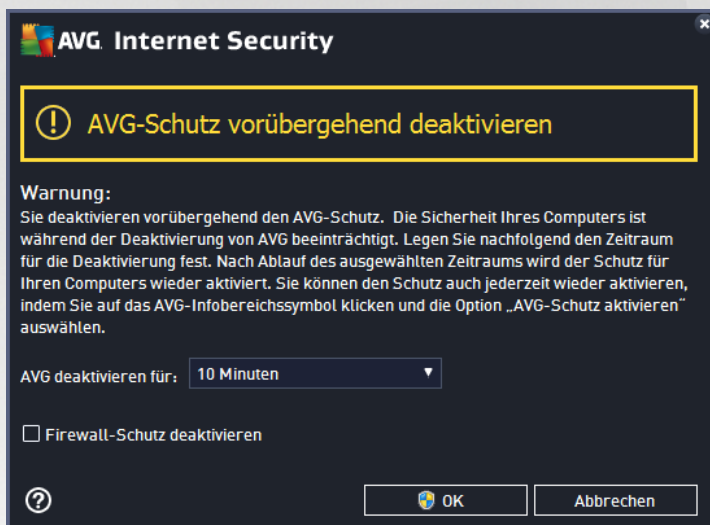 AVG. Internet Security
AVG-Schutz vorübergehend deaktivieren
Warnung:
Sie deaktivieren vorübergehend den AVG-Schutz. Die Sicherheit Ihres Computers ist
während der Deaktivierung von AVG beeinträchtigt. Legen Sie nachfolgend den Zeitraum
für die Deaktivierung fest. Nach Ablauf des ausgewählten Zeitraums wird der Schutz für
Ihren Computers wieder aktiviert. Sie können den Schutz auch jederzeit wieder aktivieren,
indem Sie auf das AVG-Infobereichssymbol klicken und die Option „AVG-Schutz aktivieren“
auswählen.
AVG deaktivieren für: 10 Minuten
Firewall-Schutz deaktivieren
OK Abbrechen